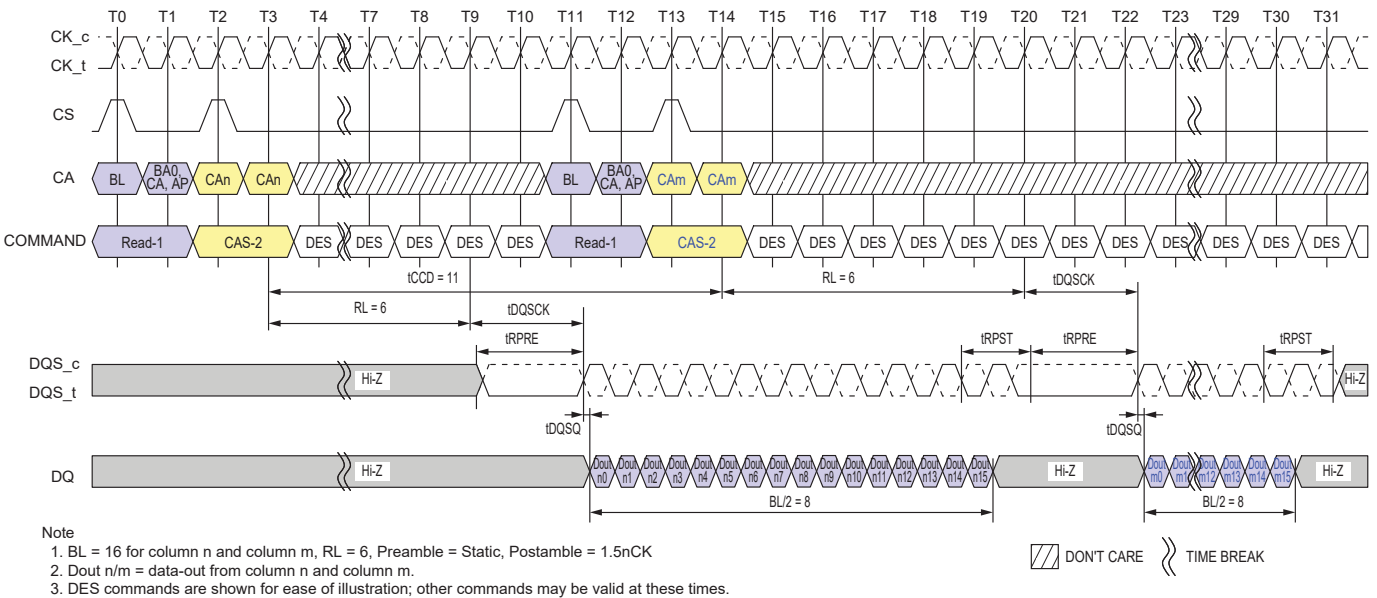 T0 T1 T2 T3 T4 T7 T8 T9 T10 T11 T12 T13 T14 T15 T16 T17 T18 T19 T20 T21 T22 T23 T29 T30 T31
CK_c
CK_t
CS
CA BL BA0, CA, AP CAn CAn BL BA0, CA, AP CAm CAm
COMMAND Read-1 CAS-2 DES DES DES DES DES Read-1 CAS-2 DES DES DES DES DES DES DES DES DES DES DES DES
tCCD = 11 RL = 6 tDQSCK
RL = 6 tDQSCK
tRPRE tRPST tRPRE tRPST
DQS_c
DQS_t
Hi-Z Hi-Z
tDQSQ tDQSQ
DQ Hi-Z Dout n0 Dout n1 Dout n2 Dout n3 Dout n4 Dout n5 Dout n6 Dout n7 Dout n8 Dout n9 Dout n10 Dout n11 Dout n12 Dout n13 Dout n14 Dout n15 Hi-Z Dout m0 Dout m1 Dout m12 Dout m13 Dout m14 Dout m15 Hi-Z
BL/2 = 8 BL/2 = 8
Note
1. BL = 16 for column n and column m, RL = 6, Preamble = Static, Postamble = 1.5nCK
2. Dout n/m = data-out from column n and column m.
3. DES commands are shown for ease of illustration; other commands may be valid at these times.
DON'T CARE TIME BREAK